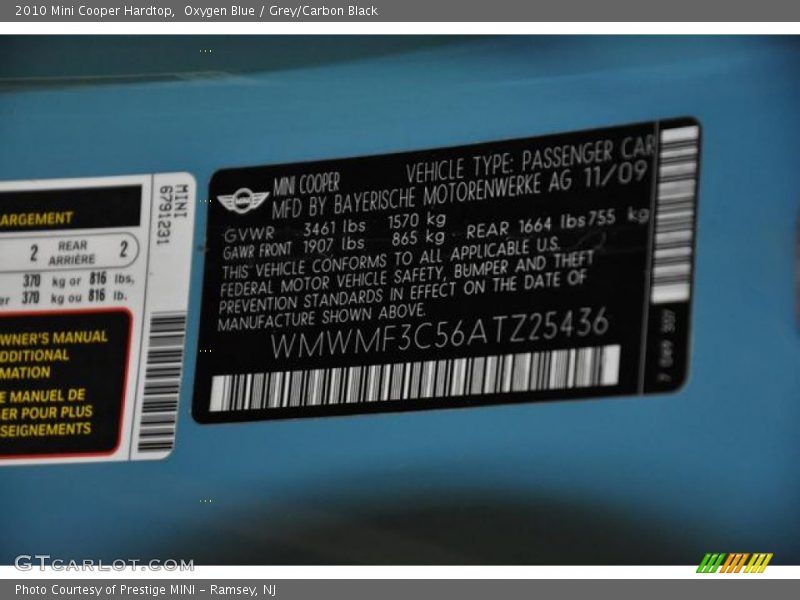 2010 Mini Cooper Hardtop,  Oxygen Blue / Grey/Carbon Black
ARGEMENT
2 REAR ARRIÈRE 2
370 kg or 816 lbs,
er 370 kg ou 816 lb.
WNER'S MANUAL
DDITIONAL
MATION
E MANUEL DE
ER POUR PLUS
SEIGNEMENTS
MINI
6791231
MINI
MINI COOPER VEHICLE TYPE: PASSENGER CAR
MFD BY BAYERISCHE MOTORENWERKE AG 11/09
GVWR 3461 lbs 1570 kg
GAWR FRONT 1907 lbs 865 kg REAR 1664 lbs 755 kg
THIS VEHICLE CONFORMS TO ALL APPLICABLE U.S.
FEDERAL MOTOR VEHICLE SAFETY, BUMPER AND THEFT
PREVENTION STANDARDS IN EFFECT ON THE DATE OF
MANUFACTURE SHOWN ABOVE.
WMWMF3C56ATZ25436
GTCARLOT.COM
Photo Courtesy of Prestige MINI - Ramsey, NJ